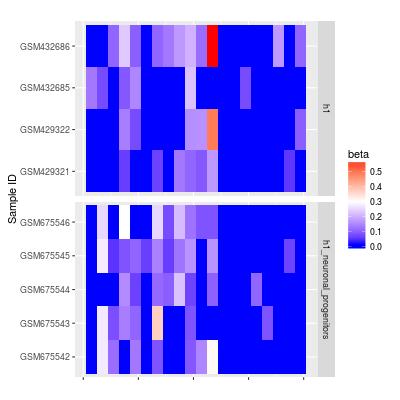 Sample ID
GSM432686
GSM432685
GSM429322
GSM429321
h1
GSM675546
GSM675545
GSM675544
GSM675543
GSM675542
h1_neuronal_progenitors
beta
0.5
0.4
0.3
0.2
0.1
0.0